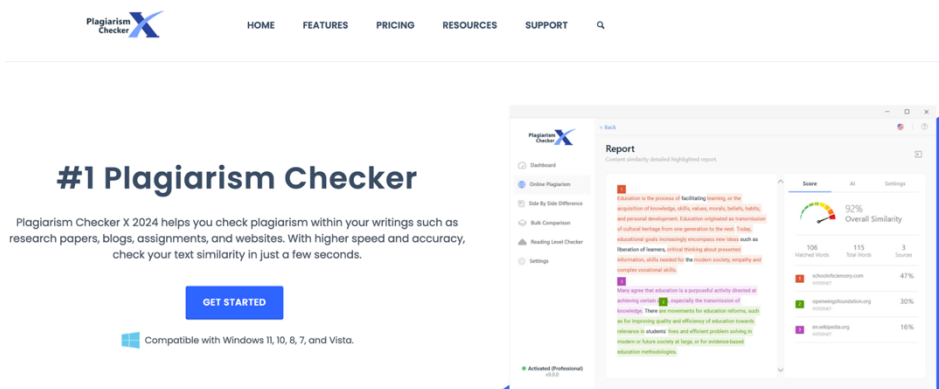 Plagiarism
Checker
HOME FEATURES PRICING RESOURCES SUPPORT
#1 Plagiarism Checker
Plagiarism Checker X 2024 helps you check plagiarism within your writings such as
research papers, blogs, assignments, and websites. With higher speed and accuracy,
check your text similarity in just a few seconds.
GET STARTED
Compatible with Windows 11, 10, 8, 7, and Vista.
Plagiarism
Checker
Dashboard
Online Plagiarism
Side By Side Difference
Bulk Comparison
Reading Level Checker
Settings
Activated (Professional)
< Back
Report
Content similarity detailed highlighted report
1
Education is the process of facilitating learning, or the
acquisition of knowledge, skills, values, morals, beliefs, habits,
and personal development. Education originated as transmission
of cultural heritage from one generation to the next. Today,
educational goals increasingly encompass new ideas such as
liberation of learners, critical thinking about presented
information, skills needed for the modern society, empathy and
complex vocational skills.
Many agree that education is a purposeful activity directed at
achieving certain 2 especially the transmission of
knowledge. There are movements for education reforms, such
as for improving quality and efficiency of education towards
relevance in students' lives and efficient problem solving in
modern or future society at large, or for evidence-based
education methodologies.
Score AI Settings
92%
Overall Similarity
106 115 3
Matched Words Total Words Sources
1 47%
INTERNET
2 openwingsfoundation.org 30%
INTERNET
3 en.wikipedia.org 16%
INTERNET